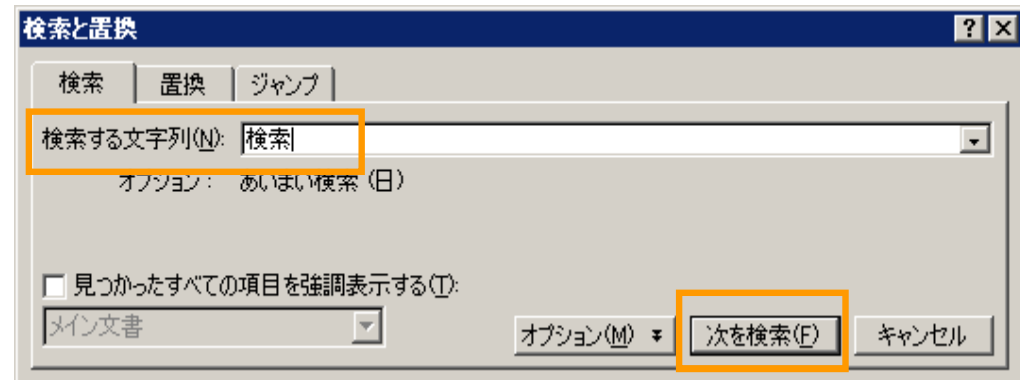 検索と置換
検索 置換 ジャンプ
検索する文字列(N): 検索
オプション： あいまい検索 (日)
見つかったすべての項目を強調表示する(T):
メイン文書
オプション(M) 次を検索(F) キャンセル